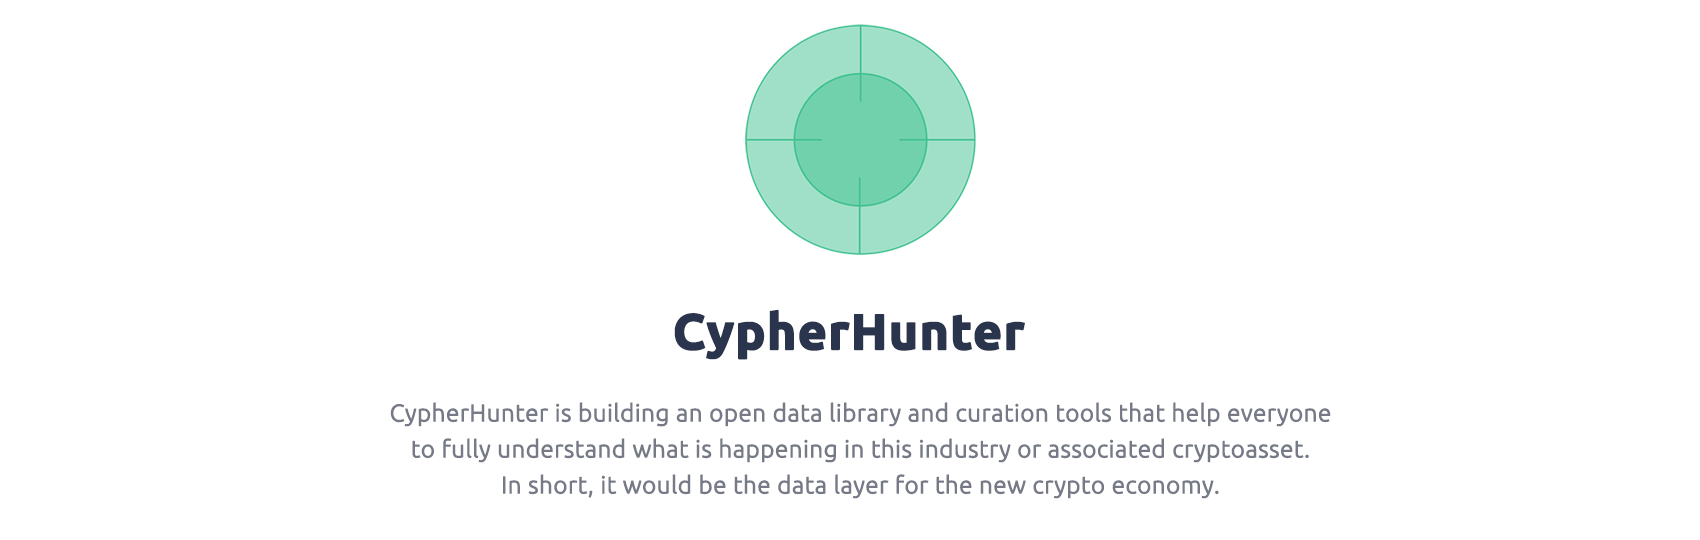 CypherHunter
CypherHunter is building an open data library and curation tools that help everyone
to fully understand what is happening in this industry or associated cryptoasset.
In short, it would be the data layer for the new crypto economy.